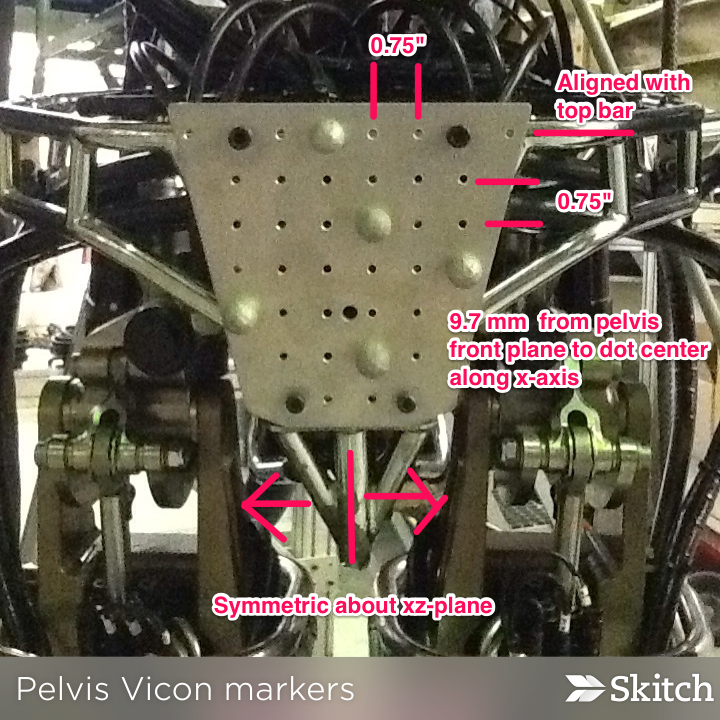 0.75"
Aligned with
top bar
0.75"
9.7 mm from pelvis
front plane to dot center
along x-axis
Symmetric about xz-plane
Pelvis Vicon markers
Skitch